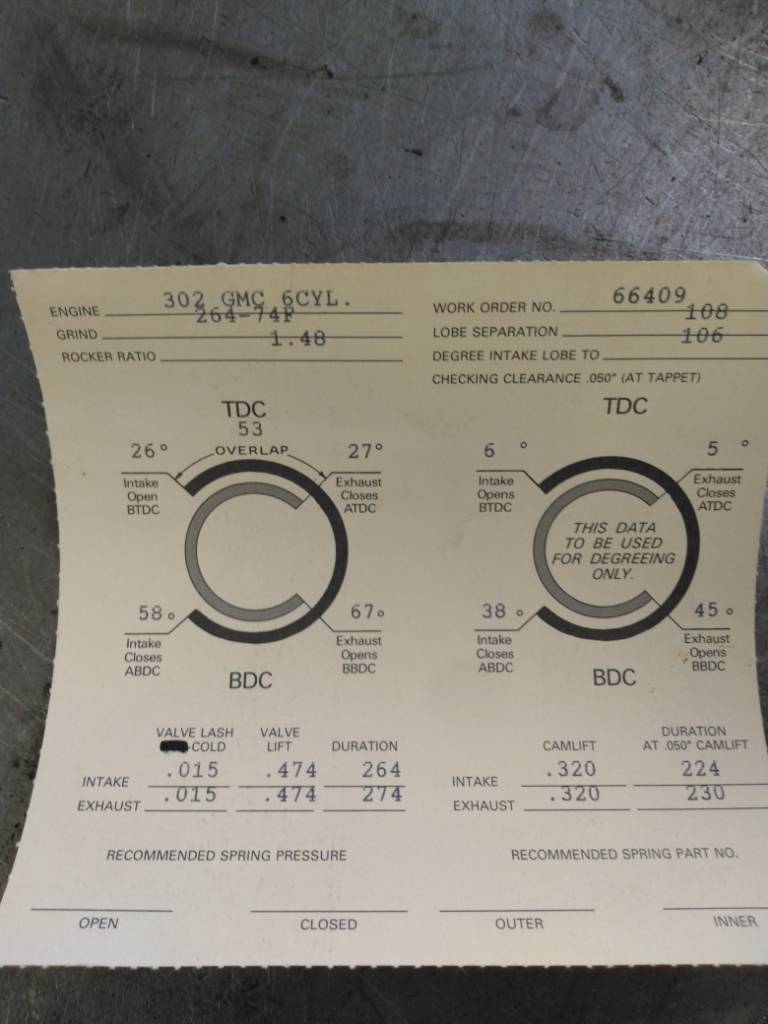 ENGINE 302 GMC 6CYL.
GRIND 264-74F
ROCKER RATIO 1.48
WORK ORDER NO. 66409
LOBE SEPARATION 108
DEGREE INTAKE LOBE TO 106
CHECKING CLEARANCE .050" (AT TAPPET)
TDC
53
OVERLAP
26°
Intake
Open
BTDC
27°
Exhaust
Closes
ATDC
58°
Intake
Closes
ABDC
67°
Exhaust
Opens
BBDC
BDC
TDC
6 °
Intake
Opens
BTDC
5 °
Exhaust
Closes
ATDC
THIS DATA
TO BE USED
FOR DEGREEING
ONLY.
38 °
Intake
Closes
ABDC
45 °
Exhaust
Opens
BBDC
BDC
VALVE LASH
COLD
VALVE
LIFT
DURATION
INTAKE .015 .474 264
EXHAUST .015 .474 274
CAMLIFT
DURATION
AT .050" CAMLIFT
INTAKE .320 224
EXHAUST .320 230
RECOMMENDED SPRING PRESSURE
OPEN CLOSED
RECOMMENDED SPRING PART NO.
OUTER INNER